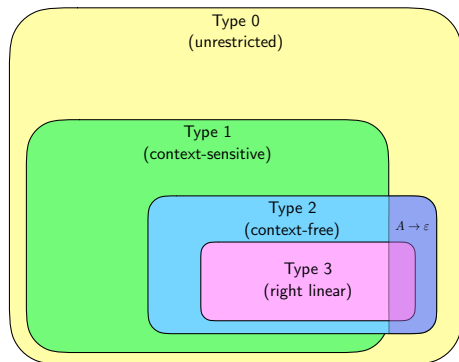 Type 0
(unrestricted)
Type 1
(context-sensitive)
Type 2
(context-free)
A → ε
Type 3
(right linear)